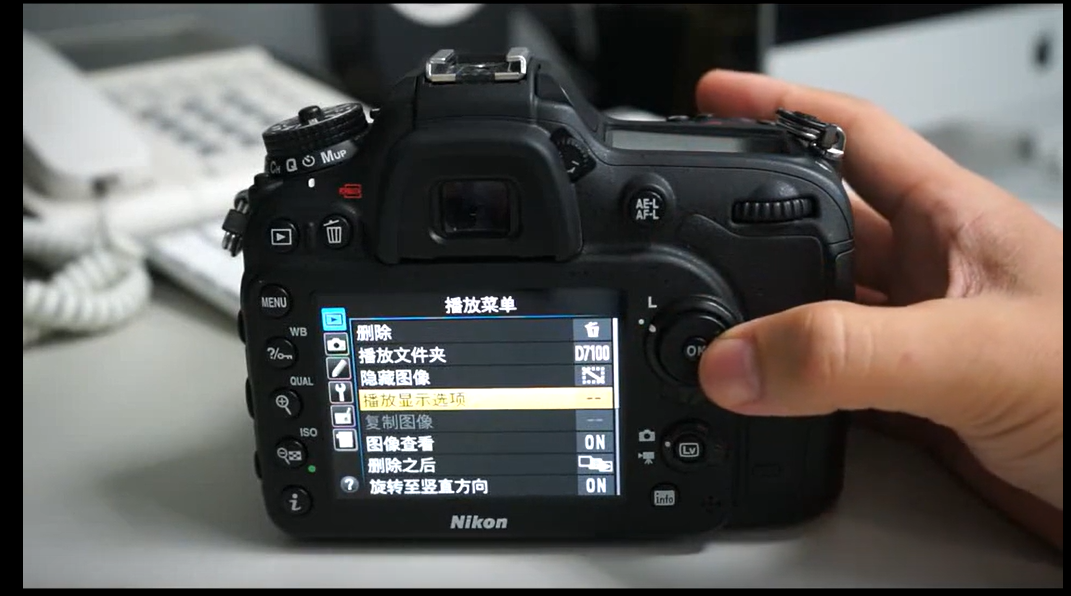 CH Q MUP
AE-L
AF-L
MENU
WB
?
QUAL
ISO
i
播放菜单
删除
播放文件夹 D7100
隐藏图像
播放显示选项 --
复制图像 --
图像查看 ON
删除之后
旋转至竖直方向 ON
?
L
OK
Lv
info
Nikon